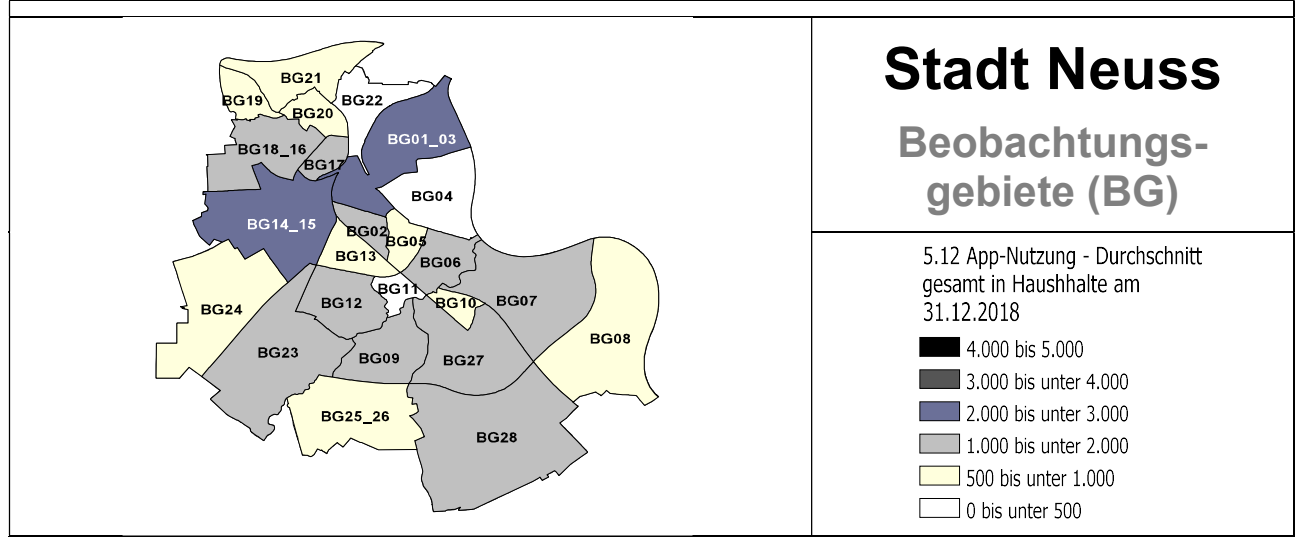 Stadt Neuss
Beobachtungs-
gebiete (BG)
5.12 App-Nutzung - Durchschnitt
gesamt in Haushalte am
31.12.2018
4.000 bis 5.000
3.000 bis unter 4.000
2.000 bis unter 3.000
1.000 bis unter 2.000
500 bis unter 1.000
0 bis unter 500
BG21
BG19
BG22
BG20
BG01_03
BG18_16
BG17
BG04
BG14_15
BG02
BG05
BG13
BG06
BG11
BG12
BG10
BG07
BG24
BG08
BG23
BG09
BG27
BG25_26
BG28